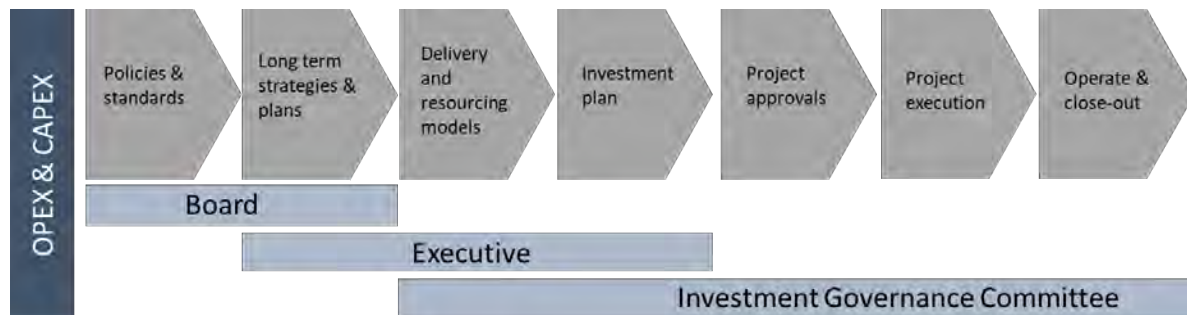 OPEX & CAPEX
Policies &
standards
Long term
strategies &
plans
Delivery
and
resourcing
models
Investment
plan
Project
approvals
Project
execution
Operate &
close-out
Board
Executive
Investment Governance Committee